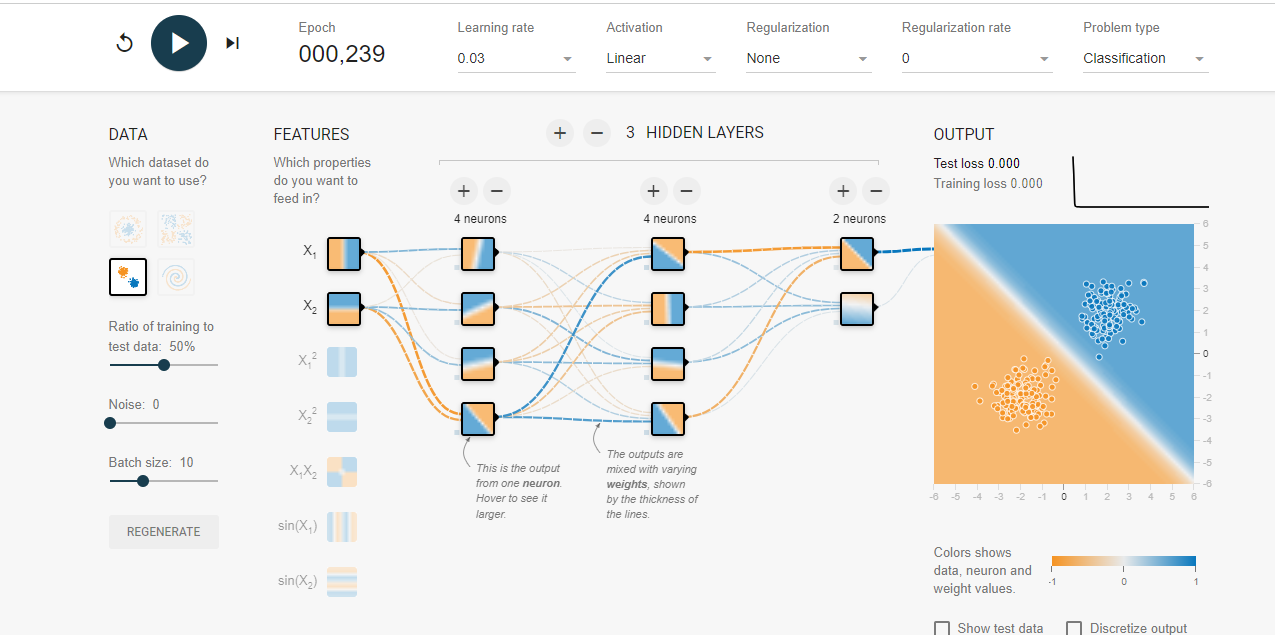 Epoch
000,239
Learning rate
0.03
Activation
Linear
Regularization
None
Regularization rate
0
Problem type
Classification
DATA
Which dataset do
you want to use?
Ratio of training to
test data: 50%
Noise: 0
Batch size: 10
REGENERATE
FEATURES
Which properties
do you want to
feed in?
X1
X2
X1²
X2²
X1X2
sin(X1)
sin(X2)
3 HIDDEN LAYERS
4 neurons
4 neurons
2 neurons
This is the output
from one neuron.
Hover to see it
larger.
The outputs are
mixed with varying
weights, shown
by the thickness of
the lines.
OUTPUT
Test loss 0.000
Training loss 0.000
6
5
4
3
2
1
0
-1
-2
-3
-4
-5
-6
-6 -5 -4 -3 -2 -1 0 1 2 3 4 5 6
Colors shows
data, neuron and
weight values.
-1 0 1
Show test data
Discretize output